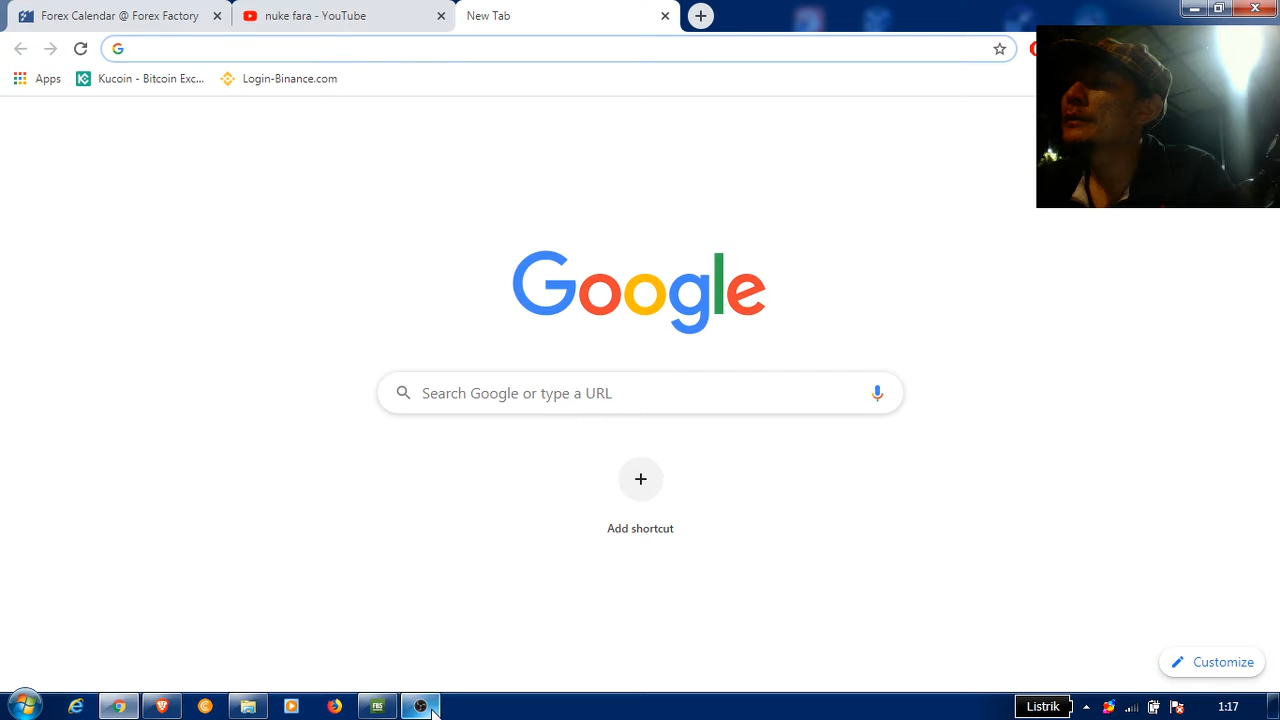 Forex Calendar @ Forex Factory
nuke fara - YouTube
New Tab
Apps
Kucoin - Bitcoin Exc...
Login-Binance.com
Google
Search Google or type a URL
Add shortcut
Customize
FBS
Listrik
1:17